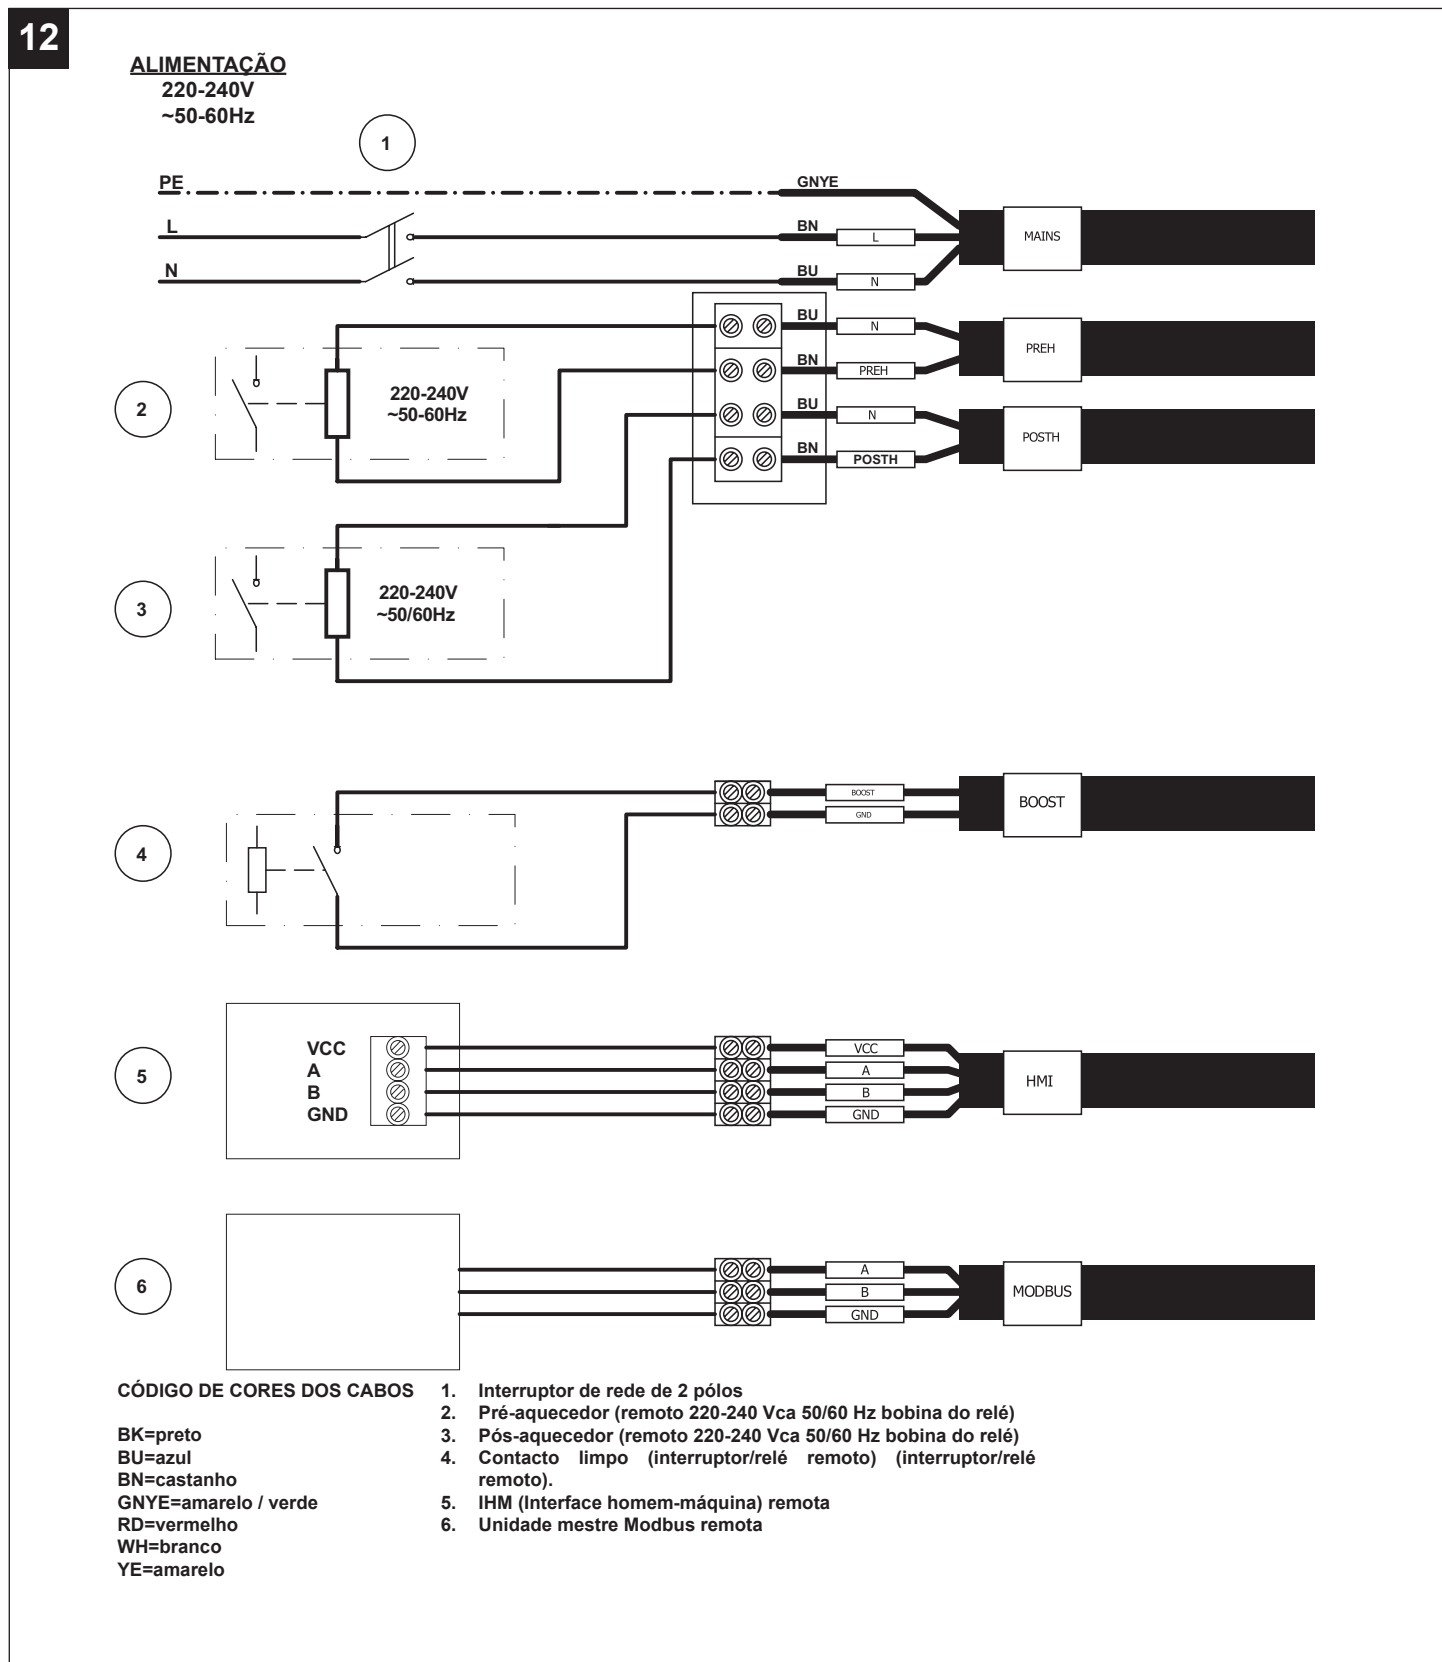 12
ALIMENTAÇÃO
220-240V
~50-60Hz
1
PE
GNYE
L
BN
L
MAINS
N
BU
N
BU
N
PREH
BN
PREH
2
220-240V
~50-60Hz
BU
N
POSTH
BN
POSTH
3
220-240V
~50/60Hz
BOOST
GND
BOOST
4
VCC
A
B
GND
VCC
A
B
GND
HMI
5
A
B
GND
MODBUS
6
CÓDIGO DE CORES DOS CABOS
BK=preto
BU=azul
BN=castanho
GNYE=amarelo / verde
RD=vermelho
WH=branco
YE=amarelo
1. Interruptor de rede de 2 pólos
2. Pré-aquecedor (remoto 220-240 Vca 50/60 Hz bobina do relé)
3. Pós-aquecedor (remoto 220-240 Vca 50/60 Hz bobina do relé)
4. Contacto limpo (interruptor/relé remoto) (interruptor/relé
remoto).
5. IHM (Interface homem-máquina) remota
6. Unidade mestre Modbus remota